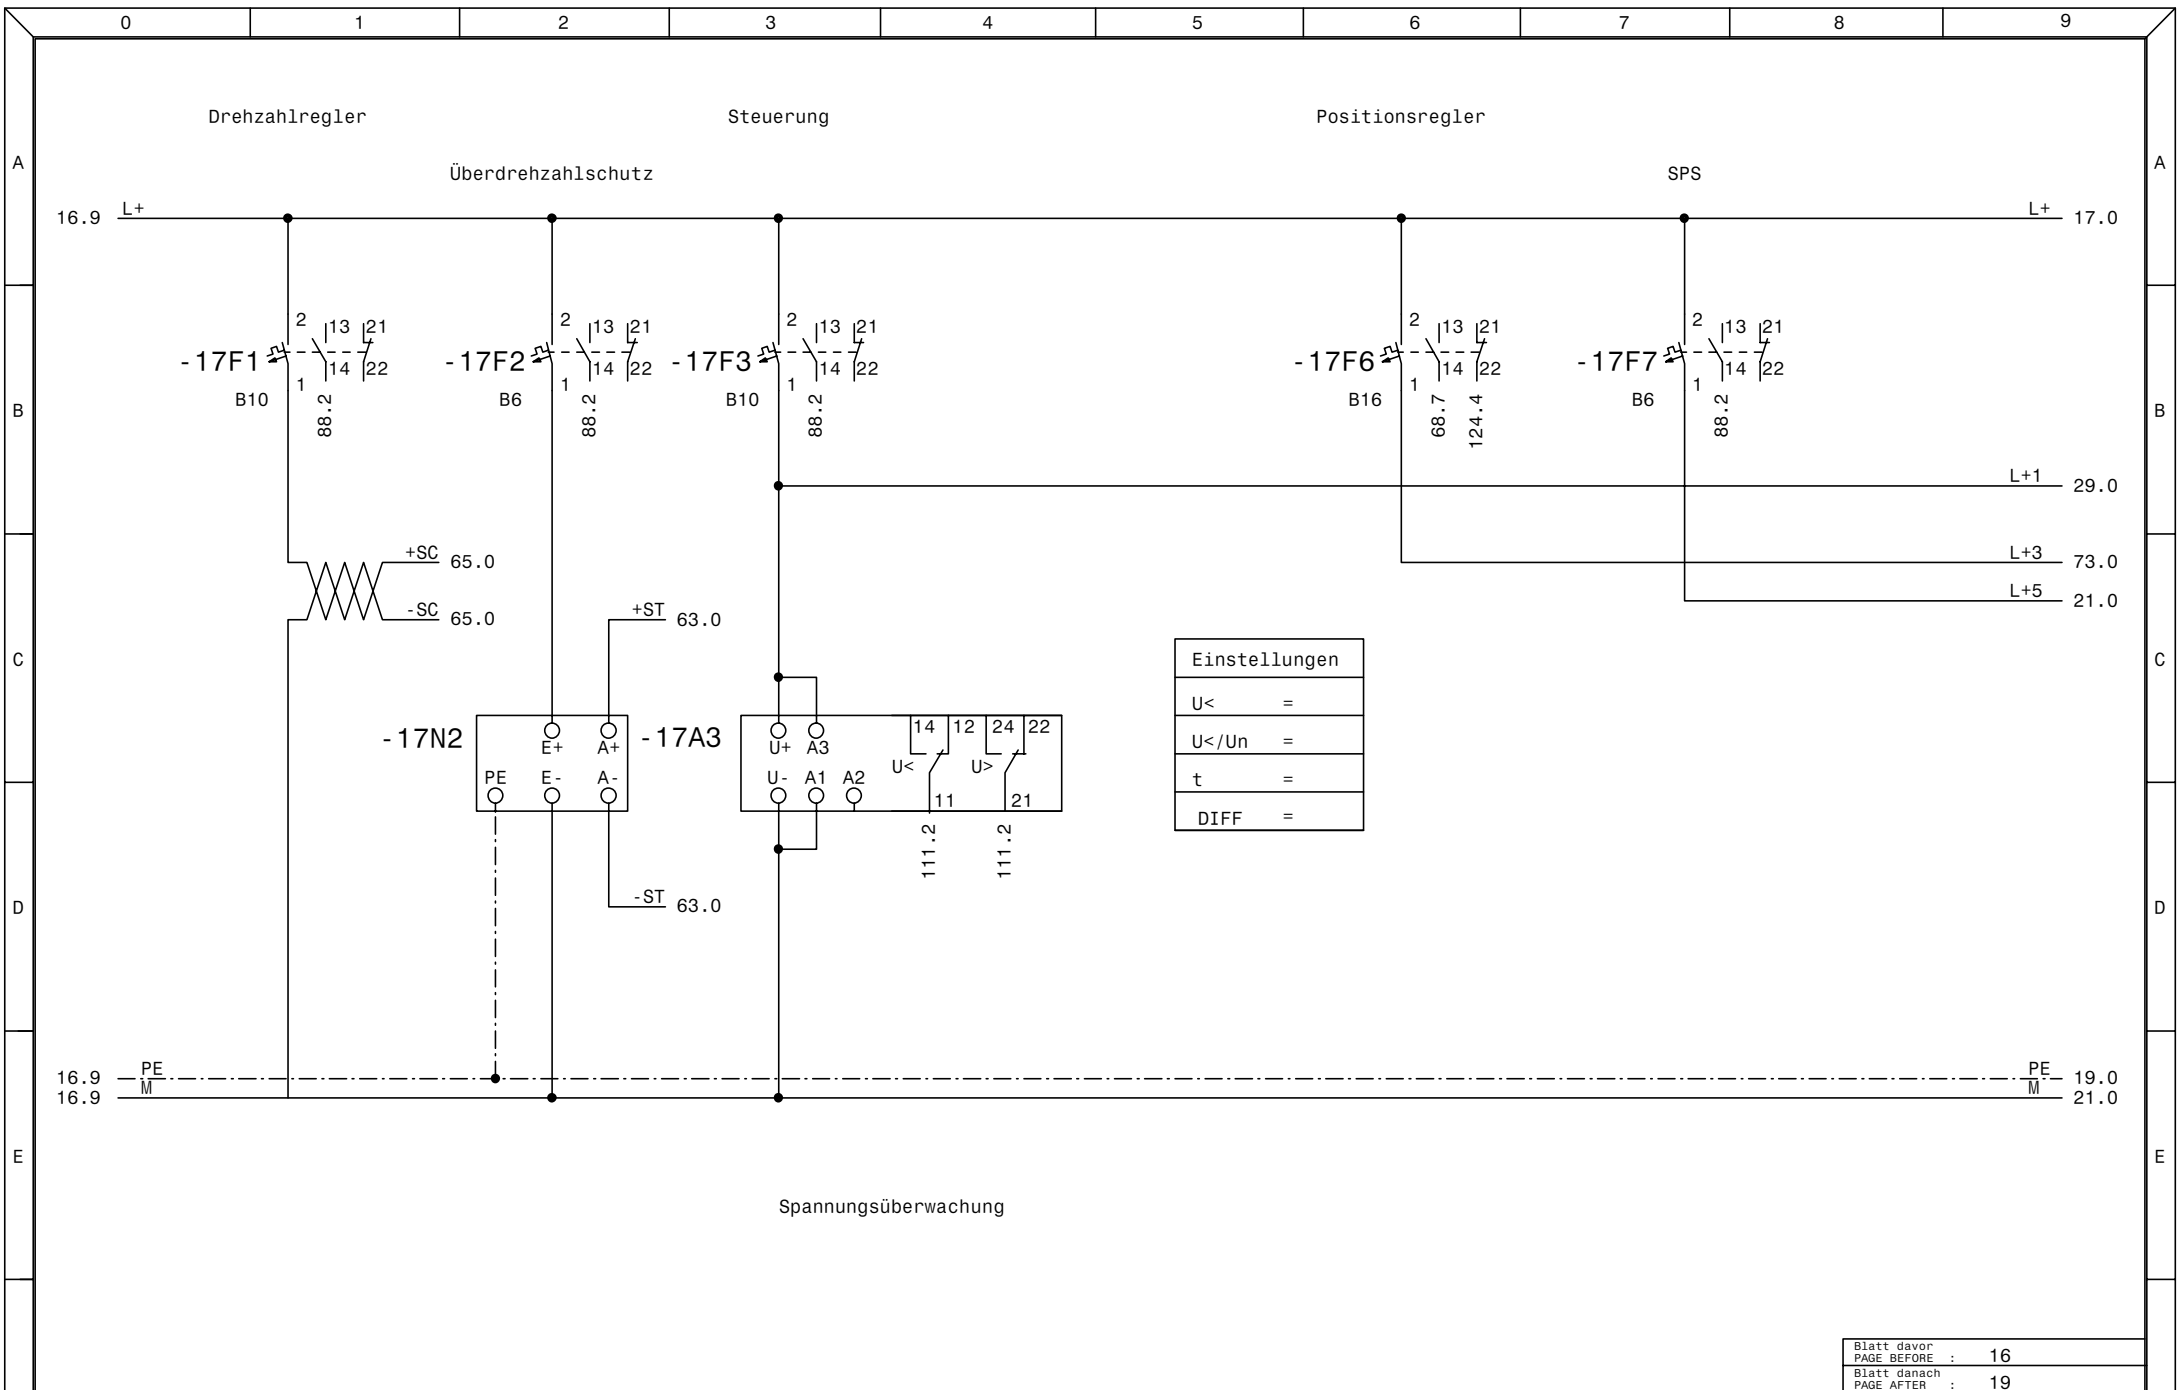 0 1 2 3 4 5 6 7 8 9
Drehzahlregler Steuerung Positionsregler
A A
Überdrehzahlschutz SPS
16.9 L+ L+ 17.0
2 13 21 2 13 21 2 13 21 2 13 21 2 13 21
-17F1 -17F2 -17F3 -17F6 -17F7
14 22 14 22 14 22 14 22 14 22
1 1 1 1 1
B10 B6 B10 B16 B6
88.2 88.2 88.2 68.7 124.4 88.2
B B
L+1 29.0
+SC 65.0 L+3 73.0
-SC 65.0 +ST 63.0 L+5 21.0
C C
Einstellungen
U< =
U</Un =
t =
DIFF =
-17N2 E+ A+ -17A3 U+ A3 14 12 24 22
U< U>
PE E- A- U- A1 A2
11 21
111.2 111.2
-ST 63.0
D D
16.9 PE PE 19.0
16.9 M M 21.0
E E
Spannungsüberwachung
Blatt davor
PAGE BEFORE : 16
Blatt danach
PAGE AFTER : 19